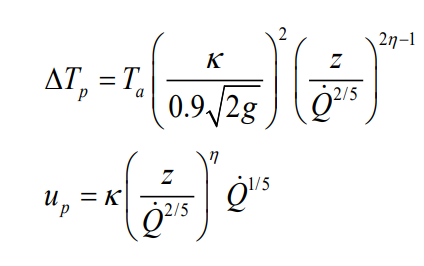 ΔT_p = T_a (κ / 0.9√2g)^2 (z / Q̇^{2/5})^{2η−1}
u_p = κ (z / Q̇^{2/5})^η Q̇^{1/5}